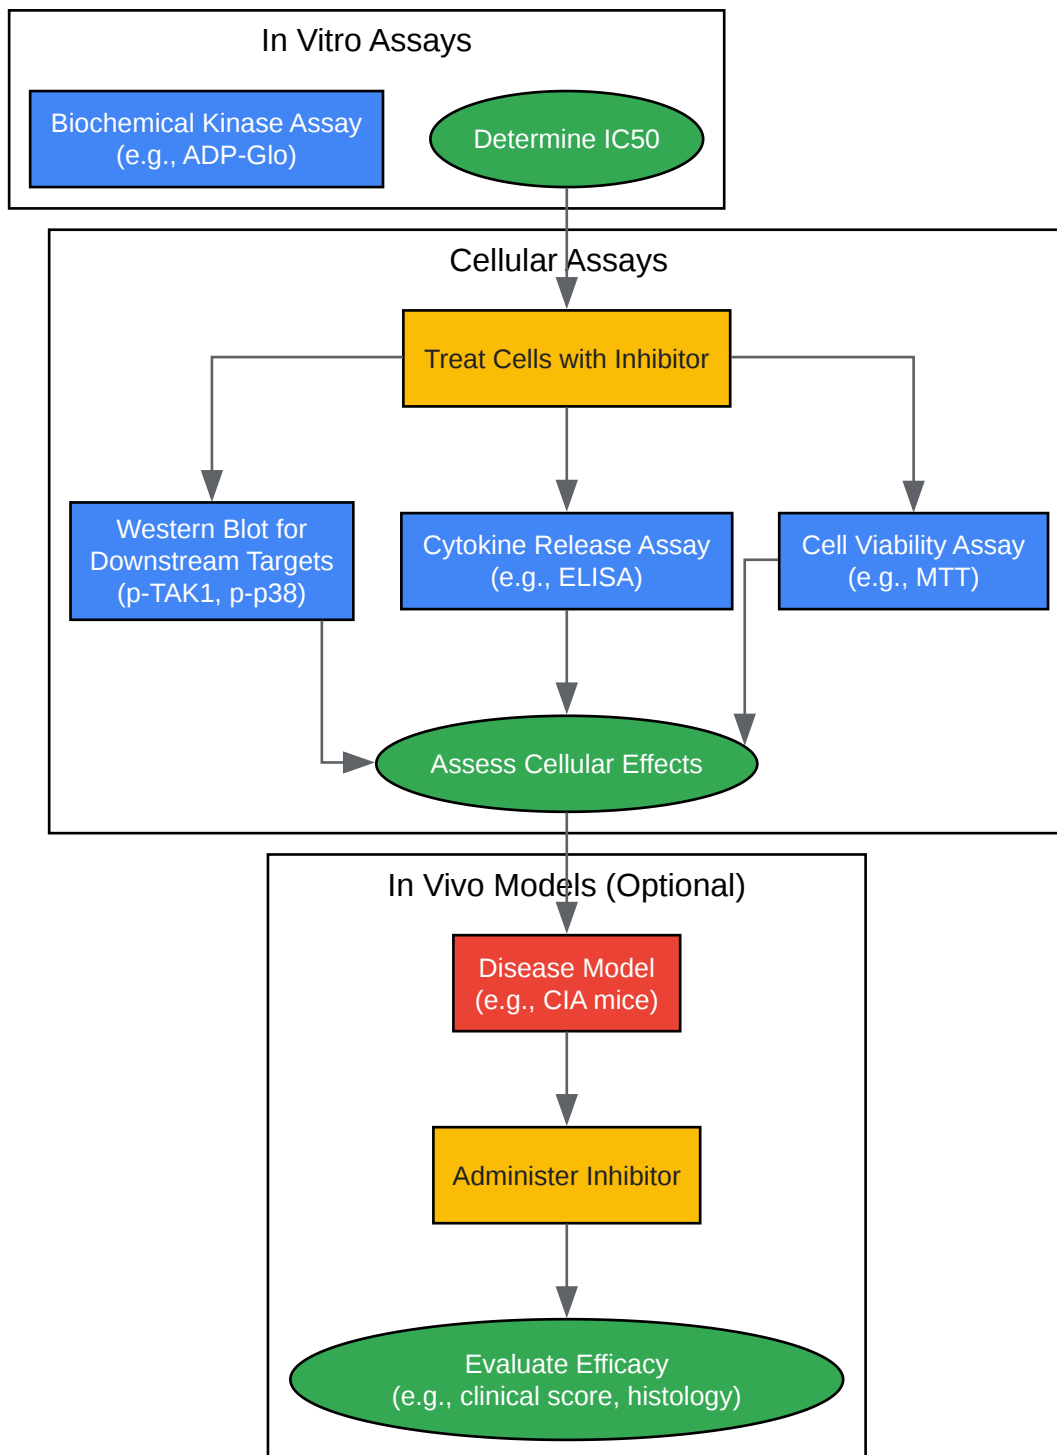 In Vitro Assays
Biochemical Kinase Assay
(e.g., ADP-Glo)
Determine IC50
Cellular Assays
Treat Cells with Inhibitor
Western Blot for
Downstream Targets
(p-TAK1, p-p38)
Cytokine Release Assay
(e.g., ELISA)
Cell Viability Assay
(e.g., MTT)
Assess Cellular Effects
In Vivo Models (Optional)
Disease Model
(e.g., CIA mice)
Administer Inhibitor
Evaluate Efficacy
(e.g., clinical score, histology)